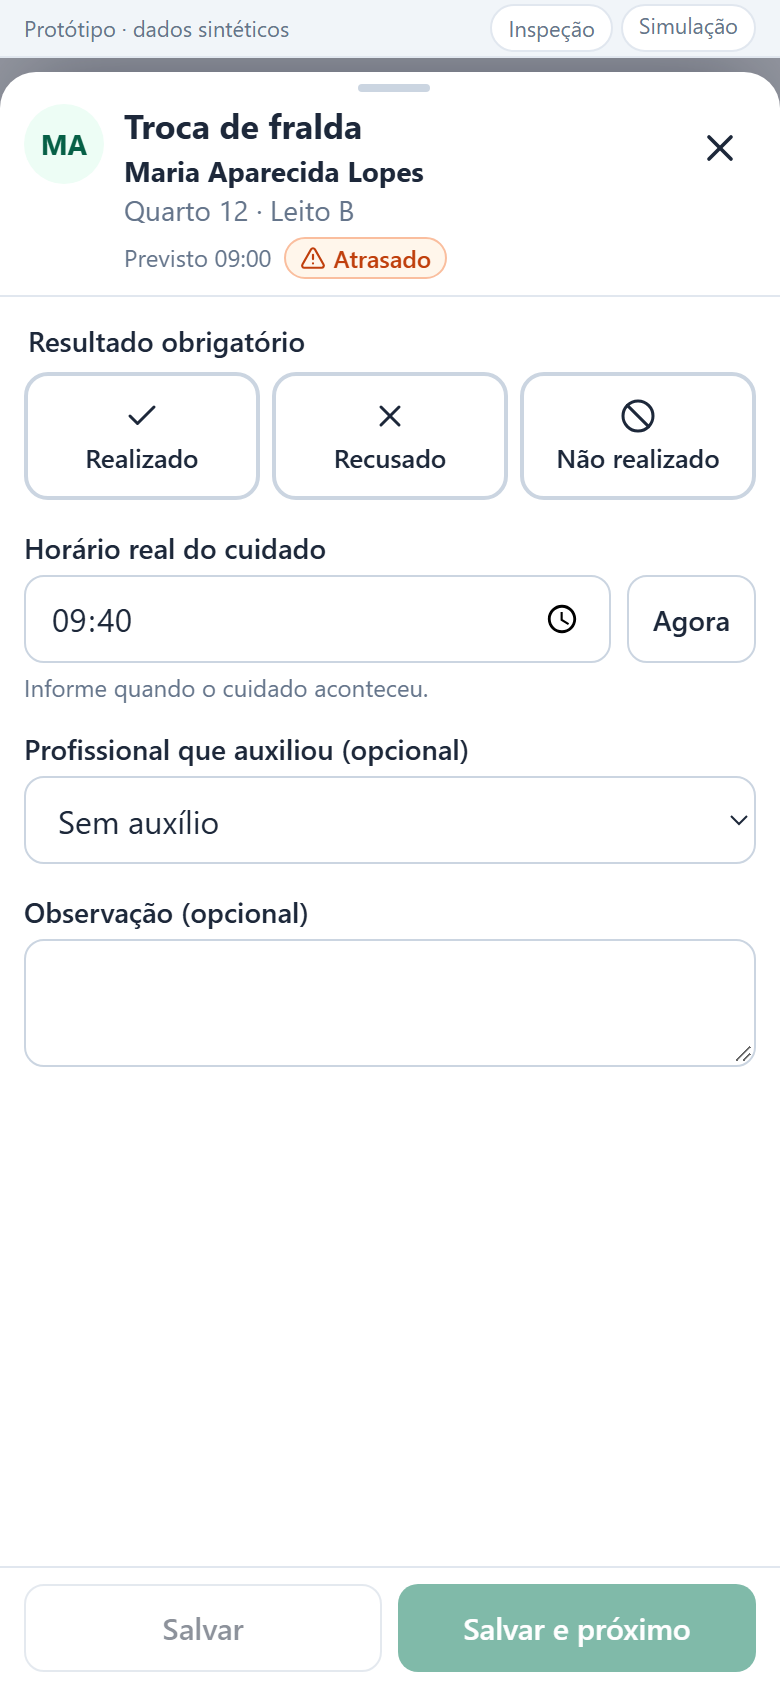 Protótipo · dados sintéticos
Inspeção
Simulação
MA
Troca de fralda
Maria Aparecida Lopes
Quarto 12 · Leito B
Previsto 09:00
Atrasado
Resultado obrigatório
Realizado
Recusado
Não realizado
Horário real do cuidado
09:40
Agora
Informe quando o cuidado aconteceu.
Profissional que auxiliou (opcional)
Sem auxílio
Observação (opcional)
Salvar
Salvar e próximo